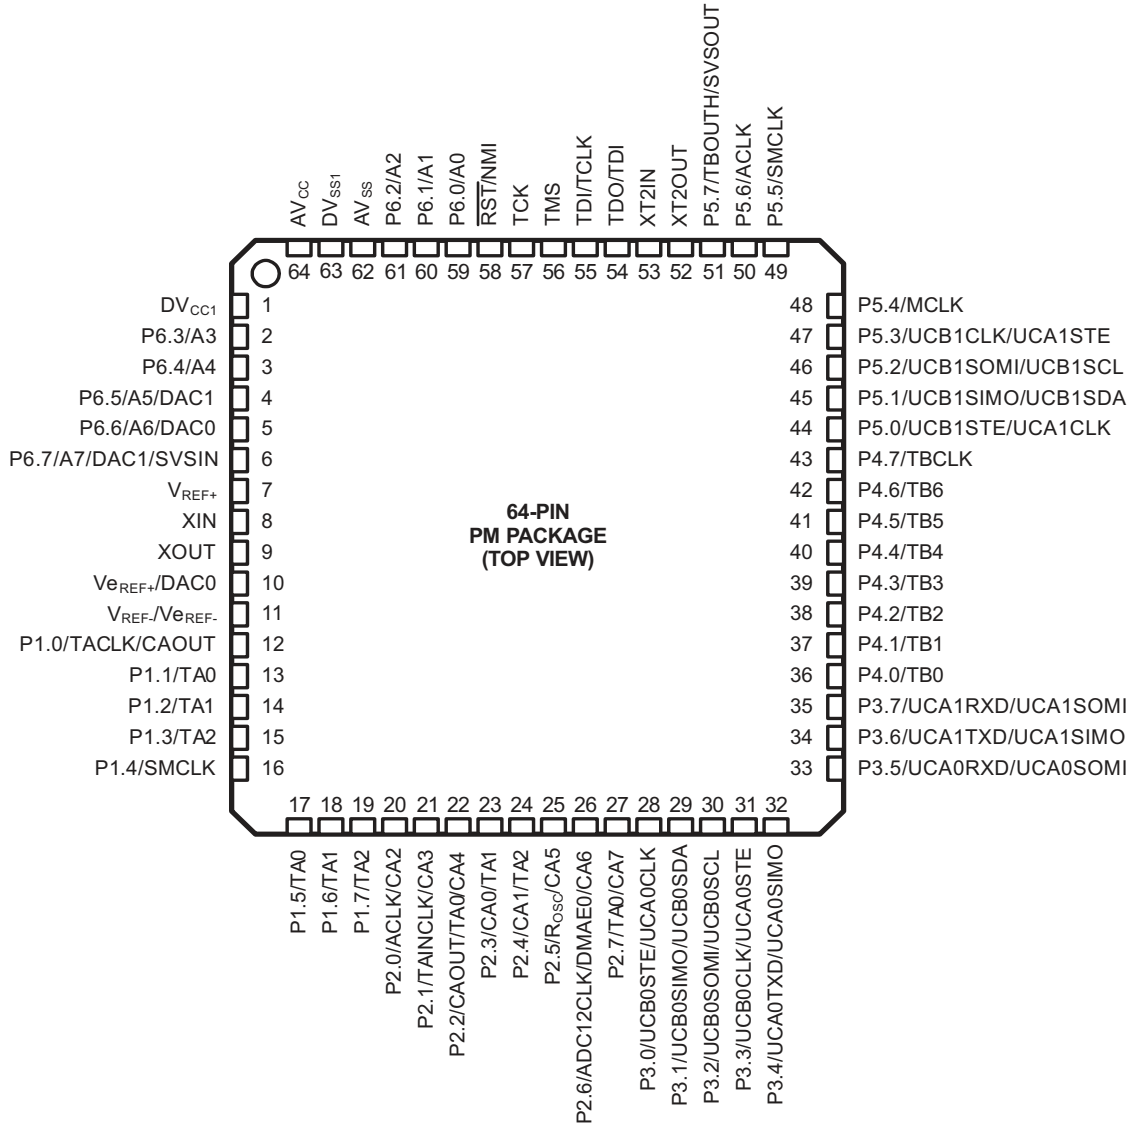 AVCC
DVSS1
AVSS
P6.2/A2
P6.1/A1
P6.0/A0
RST/NMI
TCK
TMS
TDI/TCLK
TDO/TDI
XT2IN
XT2OUT
P5.7/TBOUTH/SVSOUT
P5.6/ACLK
P5.5/SMCLK
64 63 62 61 60 59 58 57 56 55 54 53 52 51 50 49
DVCC1 1
P6.3/A3 2
P6.4/A4 3
P6.5/A5/DAC1 4
P6.6/A6/DAC0 5
P6.7/A7/DAC1/SVSIN 6
VREF+ 7
XIN 8
XOUT 9
VeREF+/DAC0 10
VREF-/VeREF- 11
P1.0/TACLK/CAOUT 12
P1.1/TA0 13
P1.2/TA1 14
P1.3/TA2 15
P1.4/SMCLK 16
64-PIN
PM PACKAGE
(TOP VIEW)
48 P5.4/MCLK
47 P5.3/UCB1CLK/UCA1STE
46 P5.2/UCB1SOMI/UCB1SCL
45 P5.1/UCB1SIMO/UCB1SDA
44 P5.0/UCB1STE/UCA1CLK
43 P4.7/TBCLK
42 P4.6/TB6
41 P4.5/TB5
40 P4.4/TB4
39 P4.3/TB3
38 P4.2/TB2
37 P4.1/TB1
36 P4.0/TB0
35 P3.7/UCA1RXD/UCA1SOMI
34 P3.6/UCA1TXD/UCA1SIMO
33 P3.5/UCA0RXD/UCA0SOMI
17 18 19 20 21 22 23 24 25 26 27 28 29 30 31 32
P1.5/TA0
P1.6/TA1
P1.7/TA2
P2.0/ACLK/CA2
P2.1/TAINCLK/CA3
P2.2/CAOUT/TA0/CA4
P2.3/CA0/TA1
P2.4/CA1/TA2
P2.5/ROSC/CA5
P2.6/ADC12CLK/DMAE0/CA6
P2.7/TA0/CA7
P3.0/UCB0STE/UCA0CLK
P3.1/UCB0SIMO/UCB0SDA
P3.2/UCB0SOMI/UCB0SCL
P3.3/UCB0CLK/UCA0STE
P3.4/UCA0TXD/UCA0SIMO